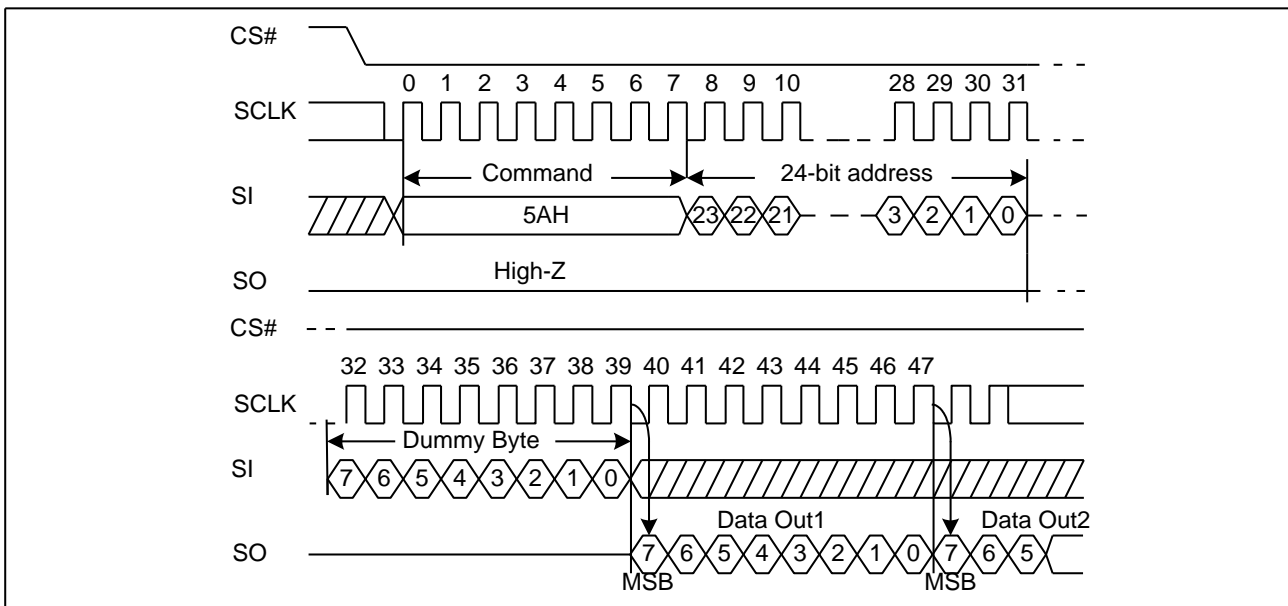 CS#
0 1 2 3 4 5 6 7 8 9 10 28 29 30 31
SCLK
Command 24-bit address
SI
5AH 23 22 21 3 2 1 0
High-Z
SO
CS#
32 33 34 35 36 37 38 39 40 41 42 43 44 45 46 47
SCLK
Dummy Byte
SI
7 6 5 4 3 2 1 0
Data Out1 Data Out2
SO
7 6 5 4 3 2 1 0 7 6 5
MSB MSB